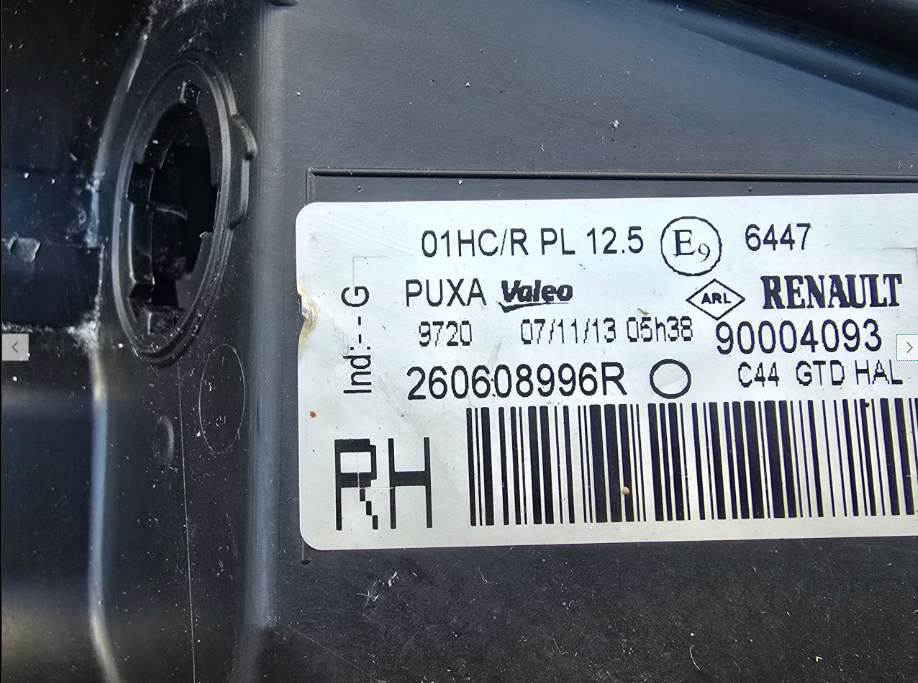 01HC/R PL 12.5 E9 6447
Ind:--G
PUXA Valeo ARL RENAULT
9720 07/11/13 05h38 90004093
260608996R C44 GTD HAL
RH